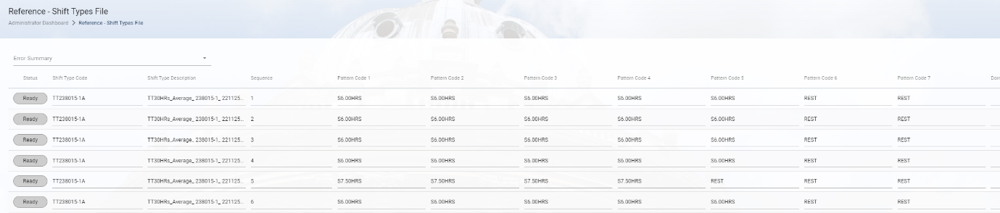 Reference - Shift Types File
Administrator Dashboard > Reference - Shift Types File
Error Summary
Status Shift Type Code Shift Type Description Sequence Pattern Code 1 Pattern Code 2 Pattern Code 3 Pattern Code 4 Pattern Code 5 Pattern Code 6 Pattern Code 7
Ready TT238015-1A TT30HRs_Average_ 238015-1_ 221125... 1 S6.00HRS S6.00HRS S6.00HRS S6.00HRS S6.00HRS REST REST
Ready TT238015-1A TT30HRs_Average_ 238015-1_ 221125... 2 S6.00HRS S6.00HRS S6.00HRS S6.00HRS S6.00HRS REST REST
Ready TT238015-1A TT30HRs_Average_ 238015-1_ 221125... 3 S6.00HRS S6.00HRS S6.00HRS S6.00HRS S6.00HRS REST REST
Ready TT238015-1A TT30HRs_Average_ 238015-1_ 221125... 4 S6.00HRS S6.00HRS S6.00HRS S6.00HRS S6.00HRS REST REST
Ready TT238015-1A TT30HRs_Average_ 238015-1_ 221125... 5 S7.50HRS S7.50HRS S7.50HRS S7.50HRS REST REST REST
Ready TT238015-1A TT30HRs_Average_ 238015-1_ 221125... 6 S6.00HRS S6.00HRS S6.00HRS S6.00HRS S6.00HRS REST REST